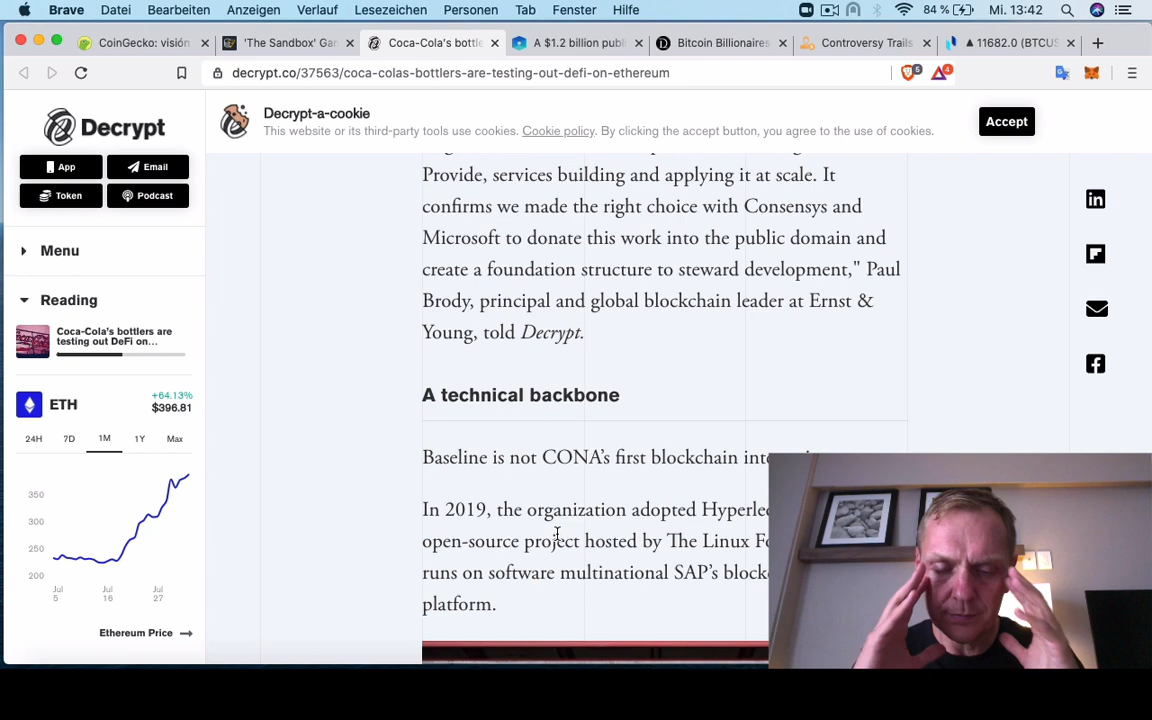 Brave Datei Bearbeiten Anzeigen Verlauf Lesezeichen Personen Tab Fenster Hilfe 84 % Mi. 13:42
CoinGecko: visión 'The Sandbox' Gar Coca-Cola's bottle A $1.2 billion publi Bitcoin Billionaires Controversy Trails 11682.0 (BTCUS
decrypt.co/37563/coca-colas-bottlers-are-testing-out-defi-on-ethereum 5 4
Decrypt
App Email
Token Podcast
Menu
Reading
Coca-Cola's bottlers are
testing out DeFi on...
ETH +64.13%
$396.81
24H 7D 1M 1Y Max
350
300
250
200
Jul 5 Jul 16 Jul 27
Ethereum Price
Decrypt-a-cookie
This website or its third-party tools use cookies. Cookie policy. By clicking the accept button, you agree to the use of cookies.
Accept
Provide, services building and applying it at scale. It
confirms we made the right choice with Consensys and
Microsoft to donate this work into the public domain and
create a foundation structure to steward development," Paul
Brody, principal and global blockchain leader at Ernst &
Young, told Decrypt.
A technical backbone
Baseline is not CONA's first blockchain
In 2019, the organization adopted
open-source project hosted by The Linux
runs on software multinational SAP's
platform.